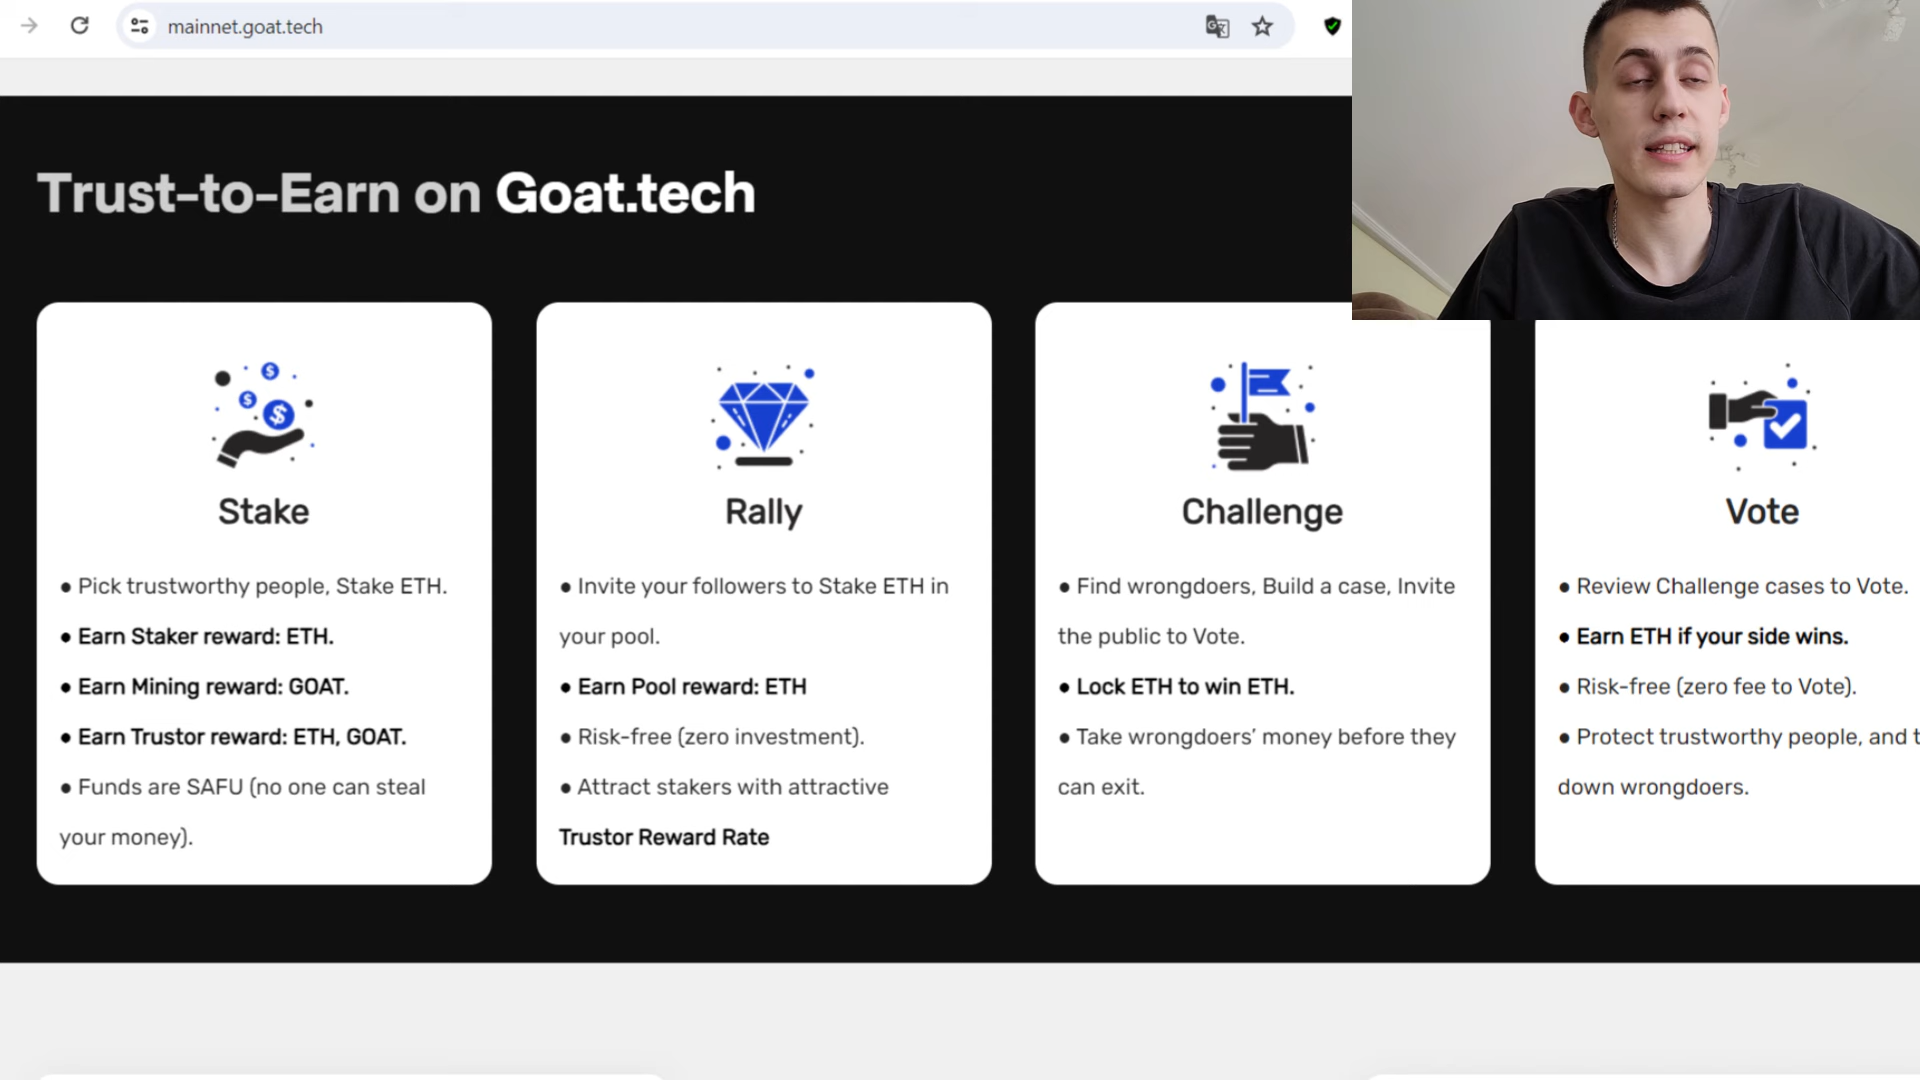 mainnet.goat.tech
Trust-to-Earn on Goat.tech
Stake
● Pick trustworthy people, Stake ETH.
● Earn Staker reward: ETH.
● Earn Mining reward: GOAT.
● Earn Trustor reward: ETH, GOAT.
● Funds are SAFU (no one can steal
your money).
Rally
● Invite your followers to Stake ETH in
your pool.
● Earn Pool reward: ETH
● Risk-free (zero investment).
● Attract stakers with attractive
Trustor Reward Rate
Challenge
● Find wrongdoers, Build a case, Invite
the public to Vote.
● Lock ETH to win ETH.
● Take wrongdoers’ money before they
can exit.
Vote
● Review Challenge cases to Vote.
● Earn ETH if your side wins.
● Risk-free (zero fee to Vote).
● Protect trustworthy people, and
down wrongdoers.